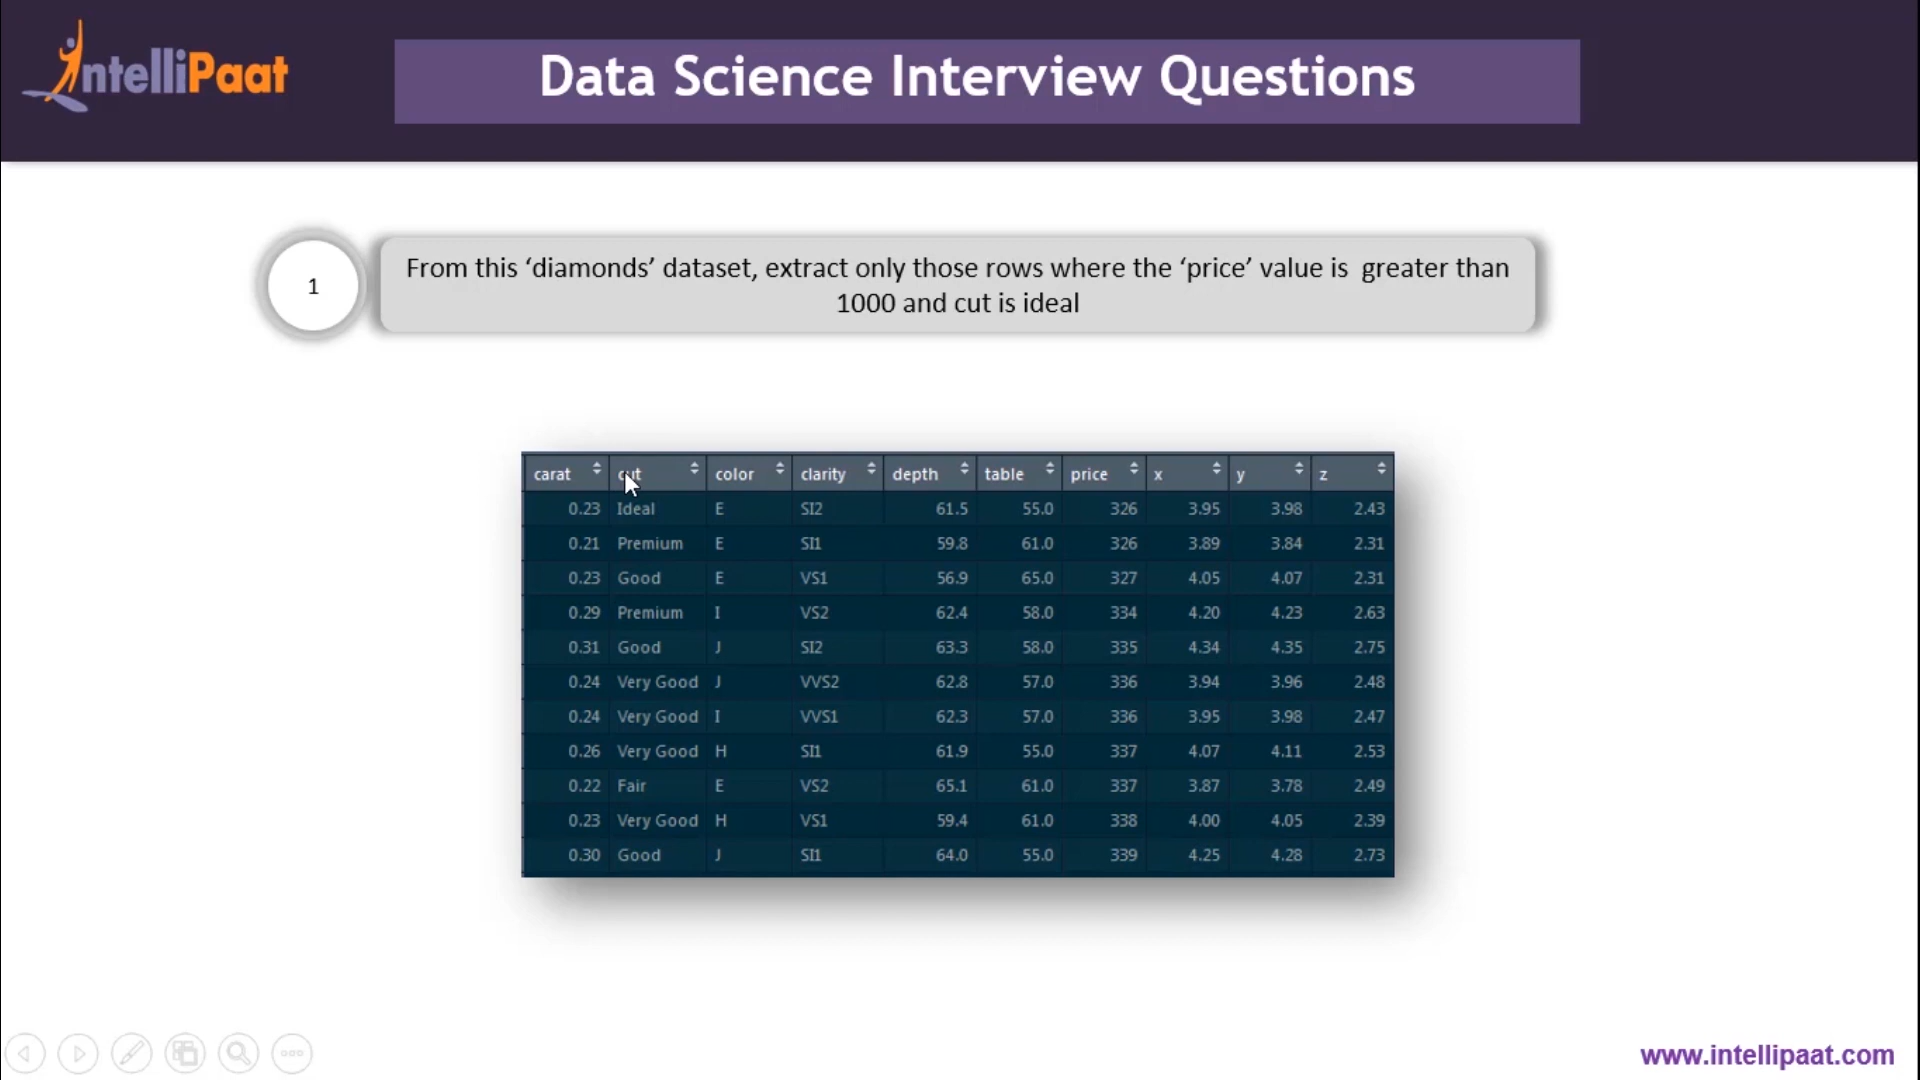 IntelliPaat
Data Science Interview Questions
1
From this ‘diamonds’ dataset, extract only those rows where the ‘price’ value is greater than
1000 and cut is ideal
carat cut color clarity depth table price x y z
0.23 Ideal E SI2 61.5 55.0 326 3.95 3.98 2.43
0.21 Premium E SI1 59.8 61.0 326 3.89 3.84 2.31
0.23 Good E VS1 56.9 65.0 327 4.05 4.07 2.31
0.29 Premium I VS2 62.4 58.0 334 4.20 4.23 2.63
0.31 Good J SI2 63.3 58.0 335 4.34 4.35 2.75
0.24 Very Good J VVS2 62.8 57.0 336 3.94 3.96 2.48
0.24 Very Good I VVS1 62.3 57.0 336 3.95 3.98 2.47
0.26 Very Good H SI1 61.9 55.0 337 4.07 4.11 2.53
0.22 Fair E VS2 65.1 61.0 337 3.87 3.78 2.49
0.23 Very Good H VS1 59.4 61.0 338 4.00 4.05 2.39
0.30 Good J SI1 64.0 55.0 339 4.25 4.28 2.73
www.intellipaat.com